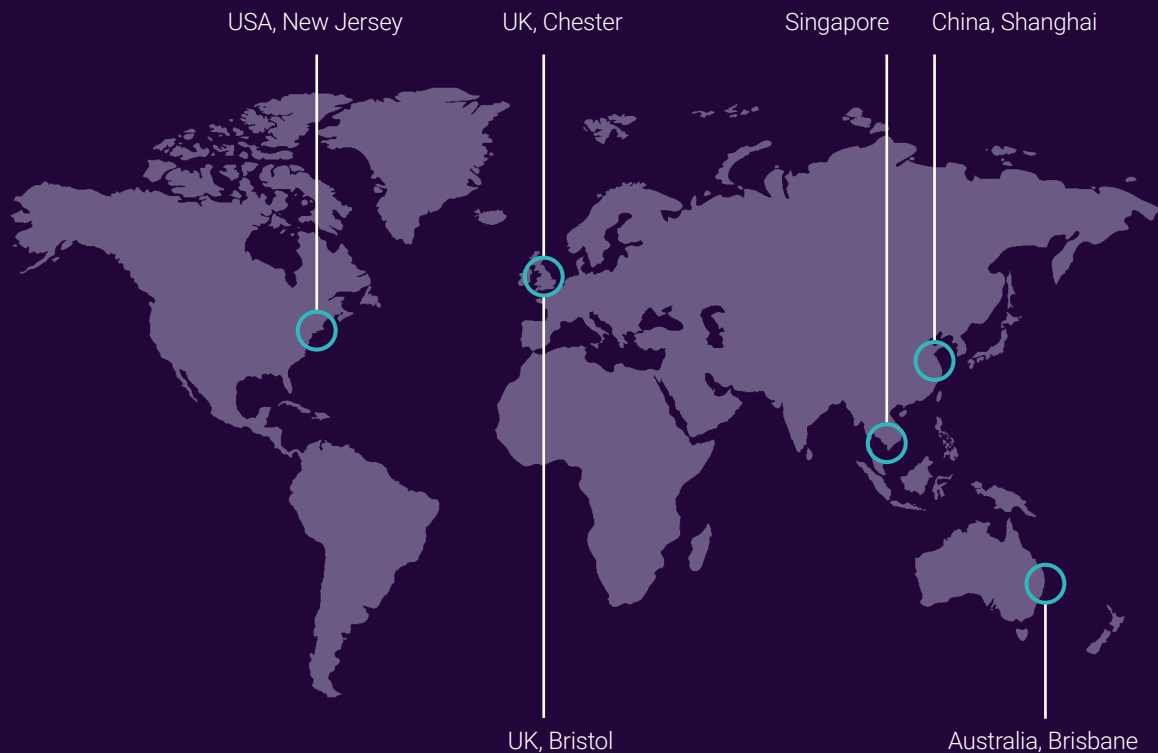 USA, New Jersey
UK, Chester
Singapore
China, Shanghai
UK, Bristol
Australia, Brisbane